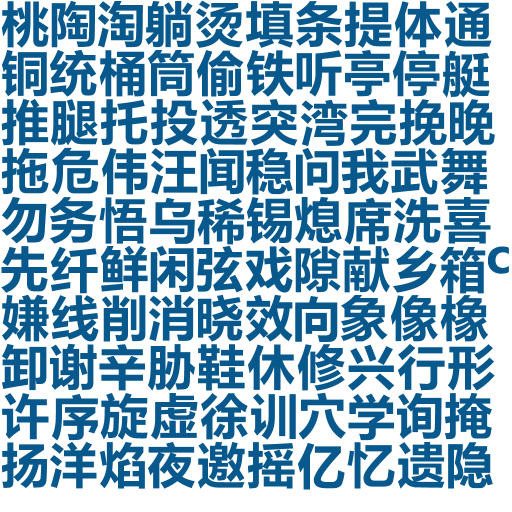 桃陶淘躺烫填条提体通
铜统桶筒偷铁听亭停艇
推腿托投透突湾完挽晚
拖危伟汪闻稳问我武舞
勿务悟乌稀锡熄席洗喜
先纤鲜闲弦戏隙献乡箱c
嫌线削消晓效向象像橡
卸谢辛胁鞋休修兴行形
许序旋虚徐训穴学询掩
扬洋焰夜邀摇亿忆遗隐